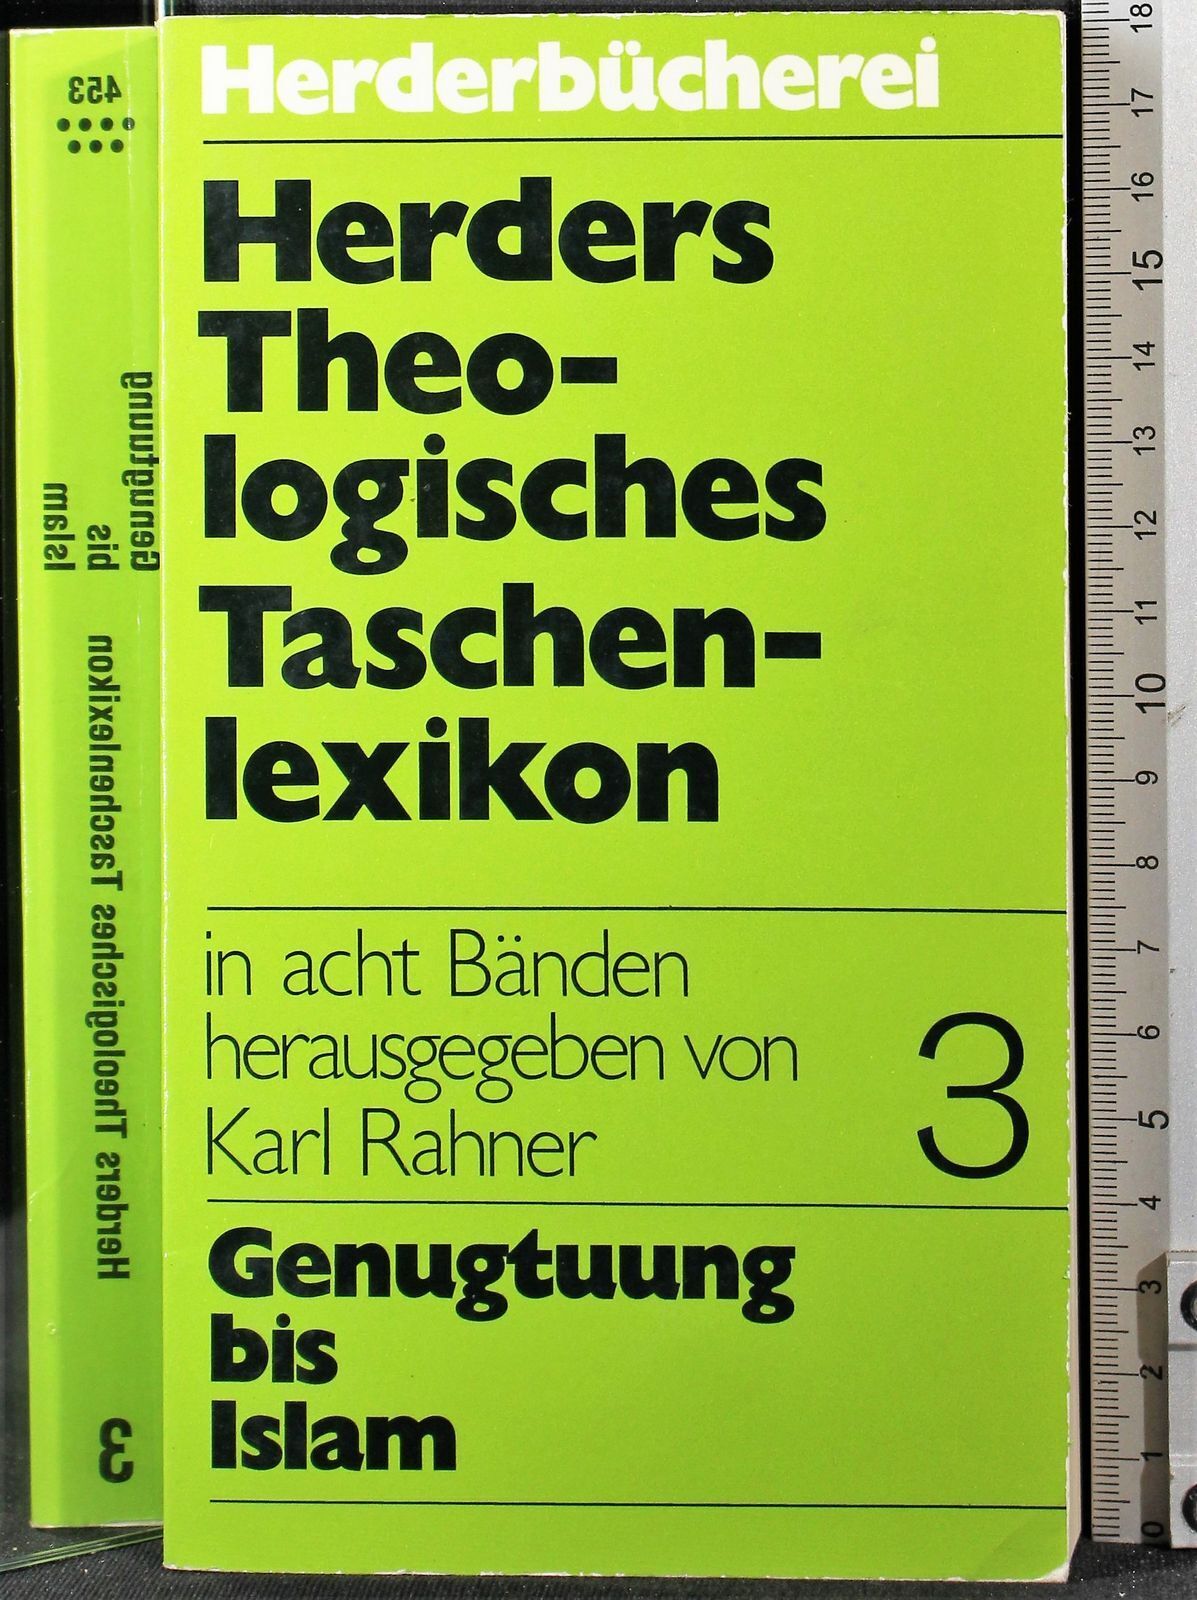 Herderbücherei
Herders
Theo-
logisches
Taschen-
lexikon
in acht Bänden
herausgegeben von
Karl Rahner
3
Genugtuung
bis
Islam
453
Genugtuung
bis
Islam
Herders Theologisches Taschenlexikon
3
18
17
16
15
14
13
12
11
10
9
8
7
6
5
4
3
2
1
0